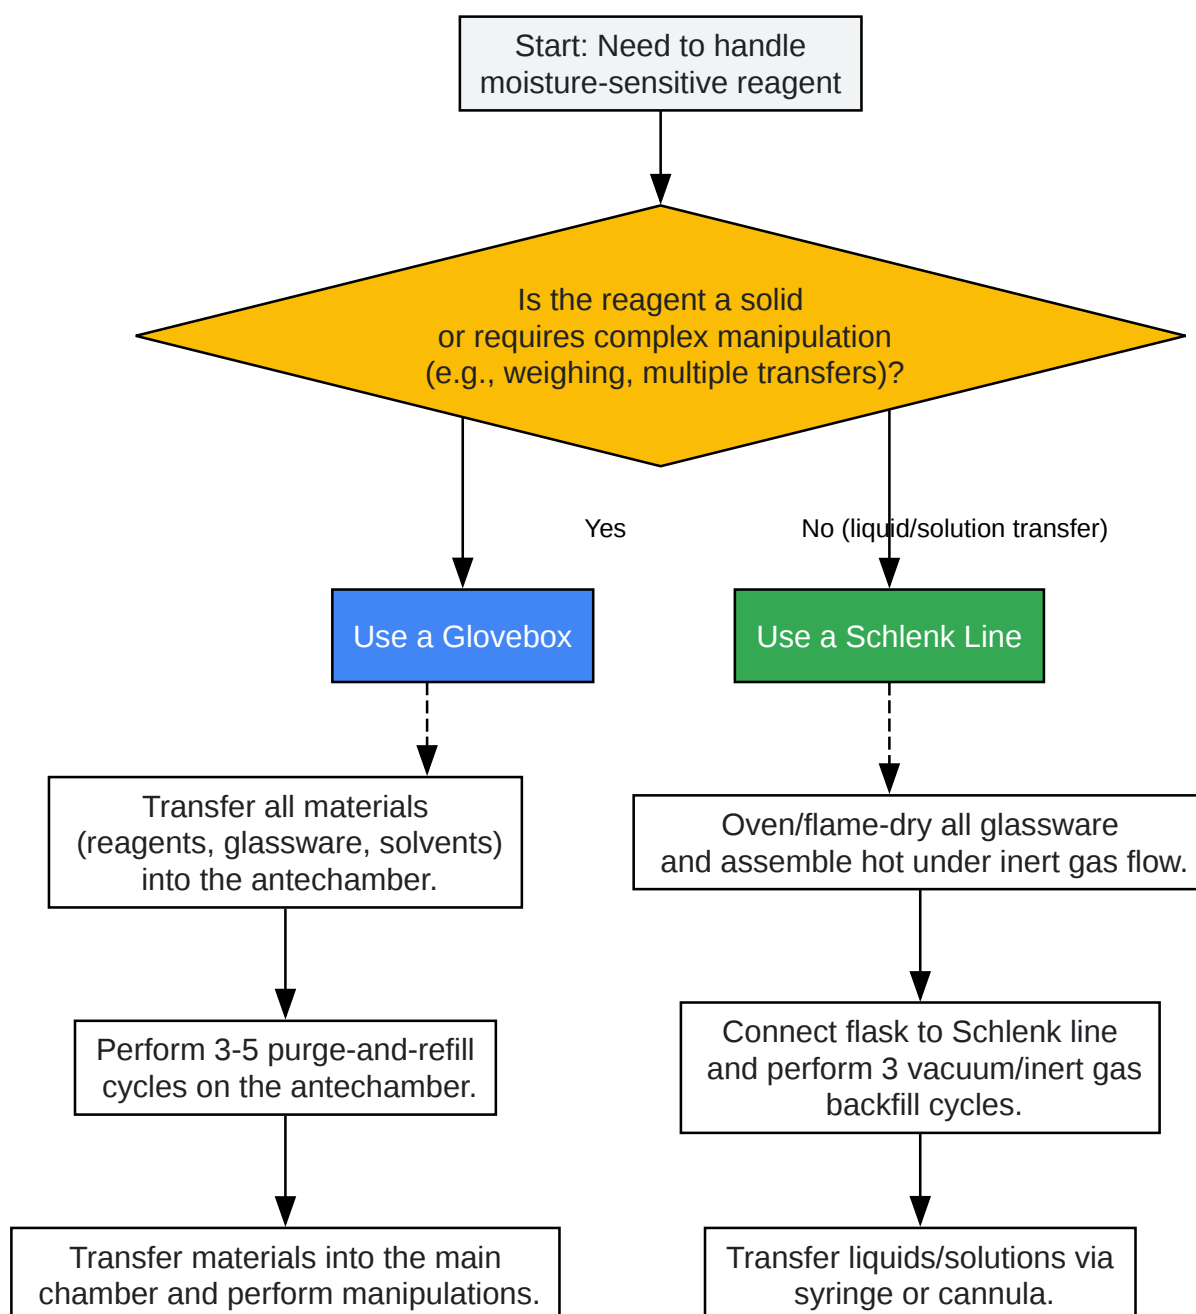 Start: Need to handle
moisture-sensitive reagent
Is the reagent a solid
or requires complex manipulation
(e.g., weighing, multiple transfers)?
Yes
No (liquid/solution transfer)
Use a Glovebox
Use a Schlenk Line
Transfer all materials
(reagents, glassware, solvents)
into the antechamber.
Oven/flame-dry all glassware
and assemble hot under inert gas flow.
Perform 3-5 purge-and-refill
cycles on the antechamber.
Connect flask to Schlenk line
and perform 3 vacuum/inert gas
backfill cycles.
Transfer materials into the main
chamber and perform manipulations.
Transfer liquids/solutions via
syringe or cannula.